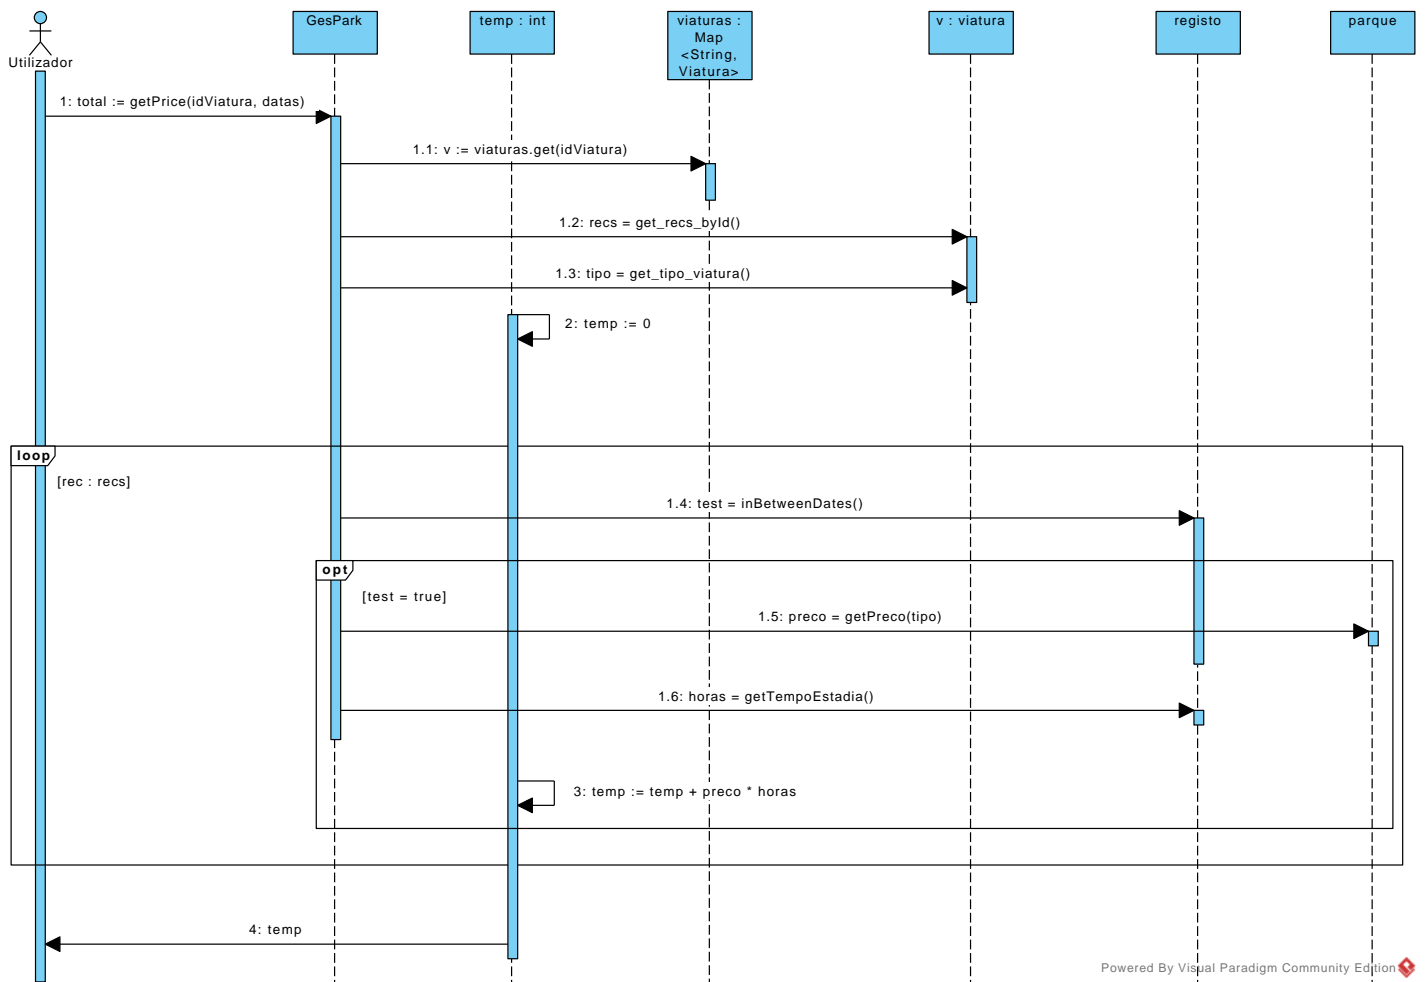 Utilizador
GesPark
temp : int
viaturas :
Map
<String,
Viatura>
v : viatura
registo
parque
1: total := getPrice(idViatura, datas)
1.1: v := viaturas.get(idViatura)
1.2: recs = get_recs_byId()
1.3: tipo = get_tipo_viatura()
2: temp := 0
loop
[rec : recs]
1.4: test = inBetweenDates()
opt
[test = true]
1.5: preco = getPreco(tipo)
1.6: horas = getTempoEstadia()
3: temp := temp + preco * horas
4: temp
Powered By Visual Paradigm Community Edition